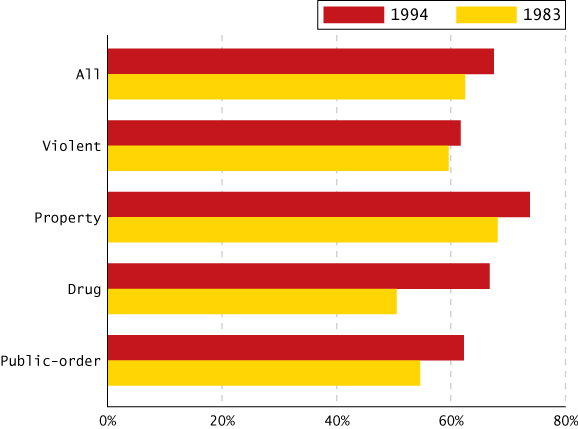 1994 1983
All
Violent
Property
Drug
Public-order
0% 20% 40% 60% 80%